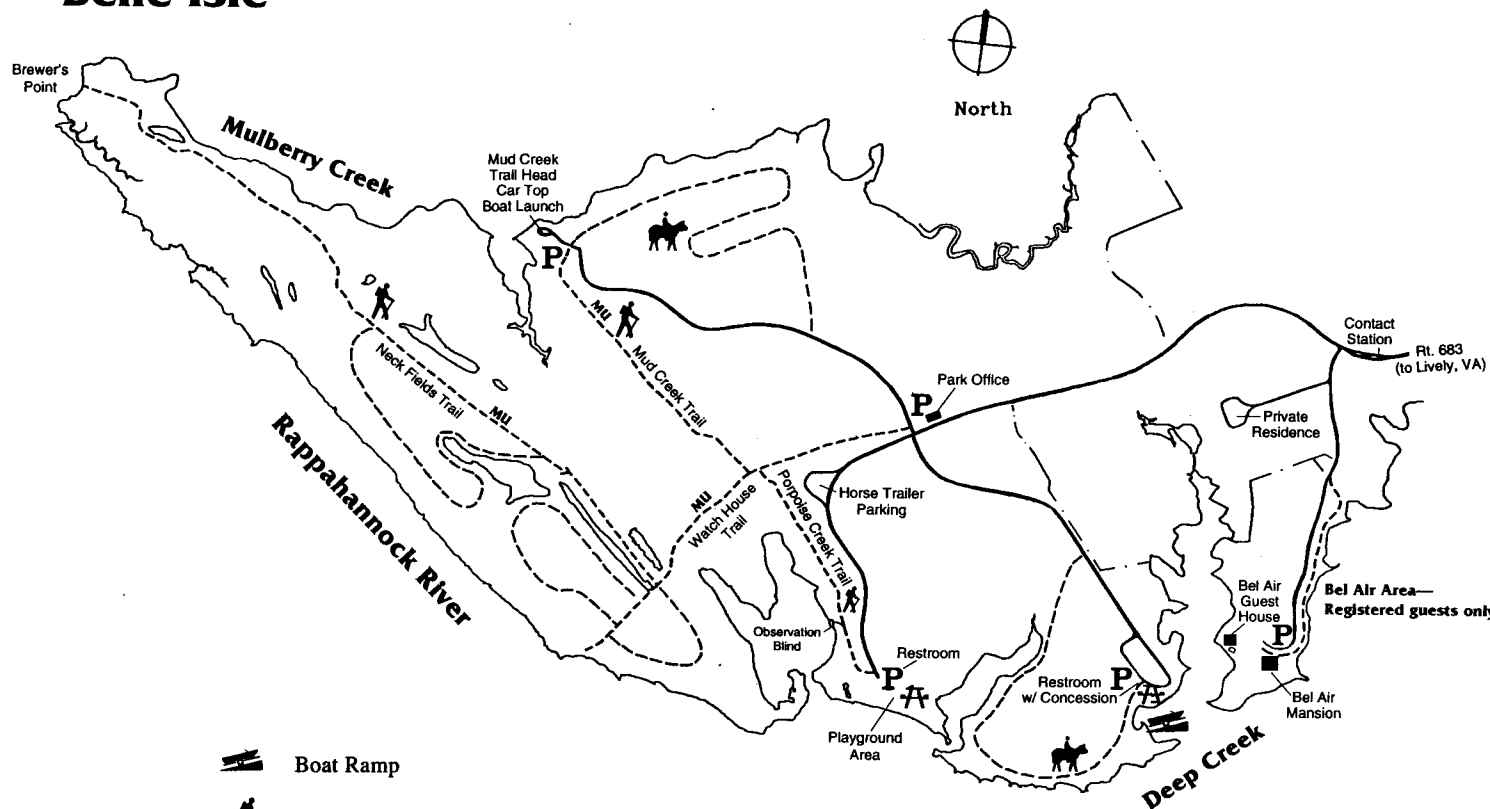 Belle Isle
Brewer's
Point
Mulberry Creek
North
Mud Creek
Trail Head
Car Top
Boat Launch
P
MU
Mud Creek Trail
Neck Fields Trail
MU
Rappahannock River
Contact
Station
Rt. 683
(to Lively, VA)
P
Park Office
Private
Residence
MU
Watch House
Trail
Porpoise Creek Trail
Horse Trailer
Parking
Observation
Blind
P
Restroom
Playground
Area
P
Restroom
w/ Concession
Bel Air
Guest
House
P
Bel Air Area—
Registered guests only
Bel Air
Mansion
Deep Creek
Boat Ramp